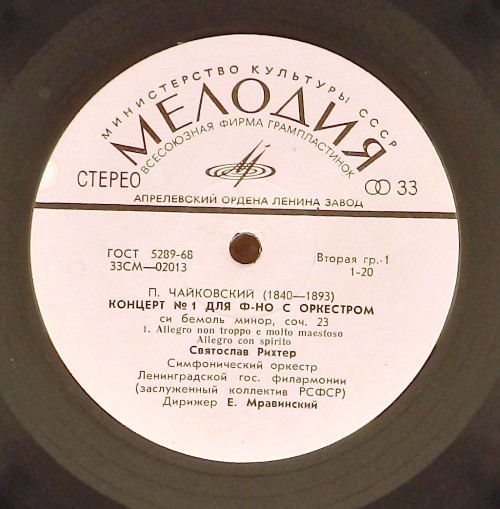 МИНИСТЕРСТВО КУЛЬТУРЫ СССР
МЕЛОДИЯ
ВСЕСОЮЗНАЯ ФИРМА ГРАМПЛАСТИНОК
СТЕРЕО
33
АПРЕЛЕВСКИЙ ОРДЕНА ЛЕНИНА ЗАВОД
ГОСТ 5289-68
33СМ—02013
Вторая гр.-1
1-20
П. ЧАЙКОВСКИЙ (1840—1893)
КОНЦЕРТ №1 ДЛЯ Ф-НО С ОРКЕСТРОМ
си бемоль минор, соч. 23
1. Allegro non troppo e molto maestoso
Allegro con spirito
Святослав Рихтер
Симфонический оркестр
Ленинградской гос. филармонии
(заслуженный коллектив РСФСР)
Дирижер Е. Мравинский